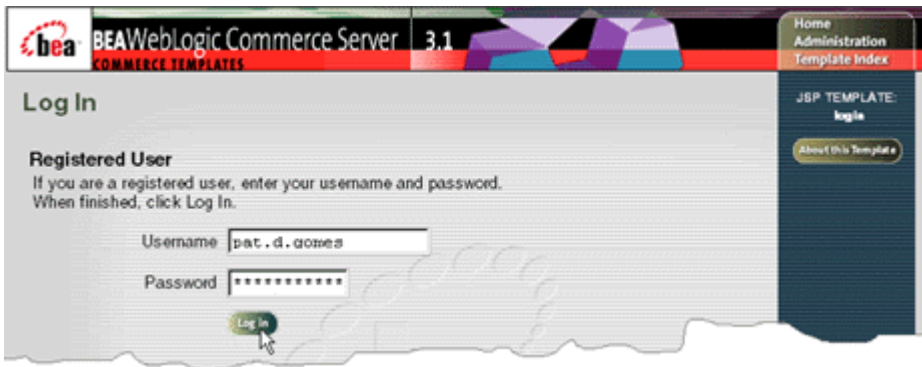 bea
BEAWebLogic Commerce Server 3.1
COMMERCE TEMPLATES
Home
Administration
Template Index
Log In
JSP TEMPLATE:
login
About this Template
Registered User
If you are a registered user, enter your username and password.
When finished, click Log In.
Username pat.d.gomes
Password ***********
Log In